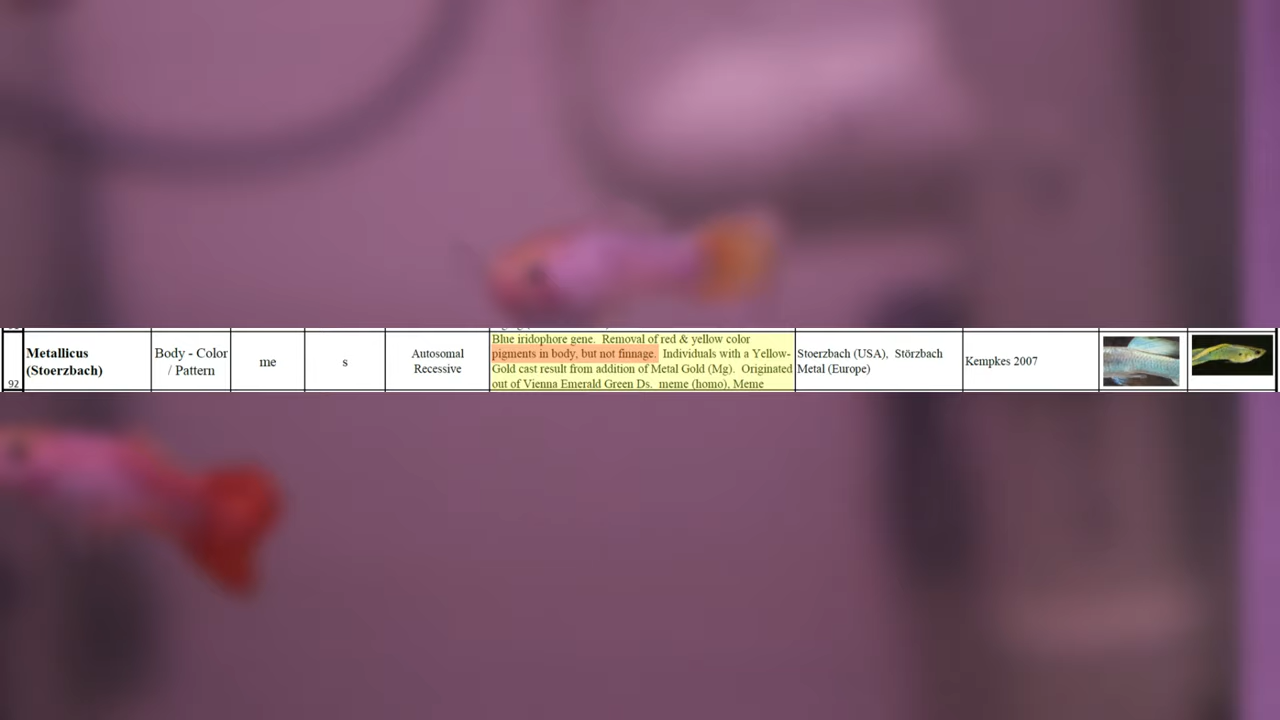 Blue iridophore gene. Removal of red & yellow color
Metallicus
(Stoerzbach)
Body - Color
/ Pattern
me
s
Autosomal
Recessive
pigments in body, but not finnage. Individuals with a Yellow-
Gold cast result from addition of Metal Gold (Mg). Originated
out of Vienna Emerald Green Ds. meme (homo), Meme
Stoerzbach (USA), Störzbach
Metal (Europe)
Kempkes 2007
92